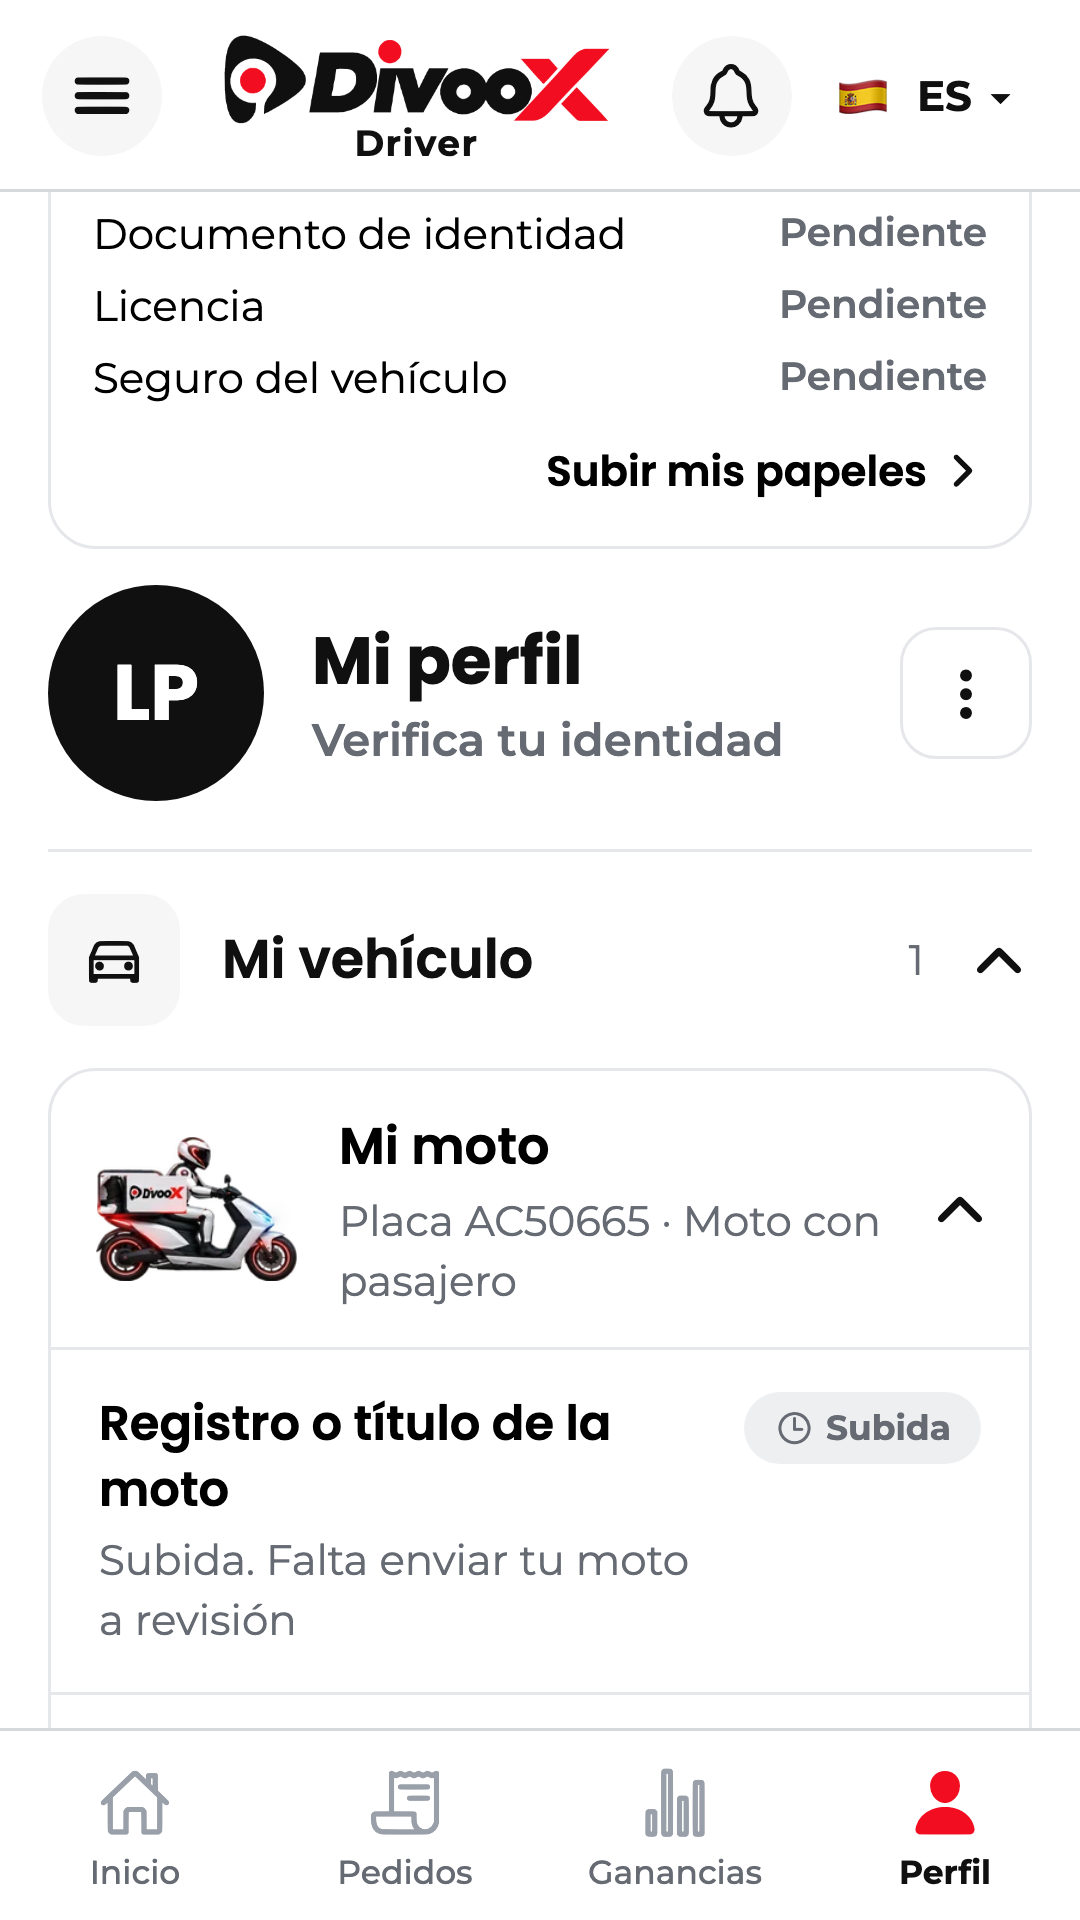 DivooX
Driver
ES
Documento de identidad
Pendiente
Licencia
Pendiente
Seguro del vehículo
Pendiente
Subir mis papeles
LP
Mi perfil
Verifica tu identidad
Mi vehículo
1
Mi moto
DivooX
Placa AC50665 · Moto con
pasajero
Registro o título de la
moto
Subida
Subida. Falta enviar tu moto
a revisión
Inicio
Pedidos
Ganancias
Perfil